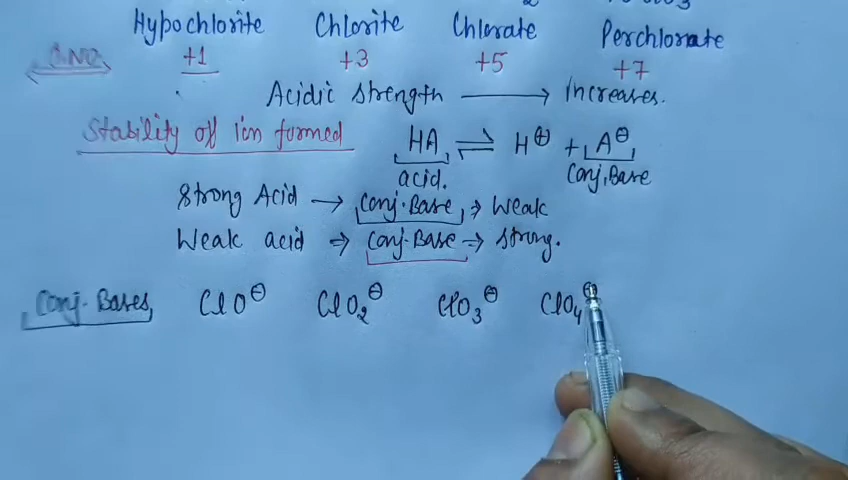 Hypochlorite Chlorite Chlorate Perchlorate
+1 +3 +5 +7
Acidic strength ⟶ Increases.
Stability of ion formed HA ⇌ H⊕ + A⊖
acid. Conj. Base
Strong Acid → Conj. Base → Weak
Weak acid ⇒ Conj. Base → strong.
Conj. Bases, ClO⊖ ClO₂⊖ ClO₃⊖ ClO₄⊖